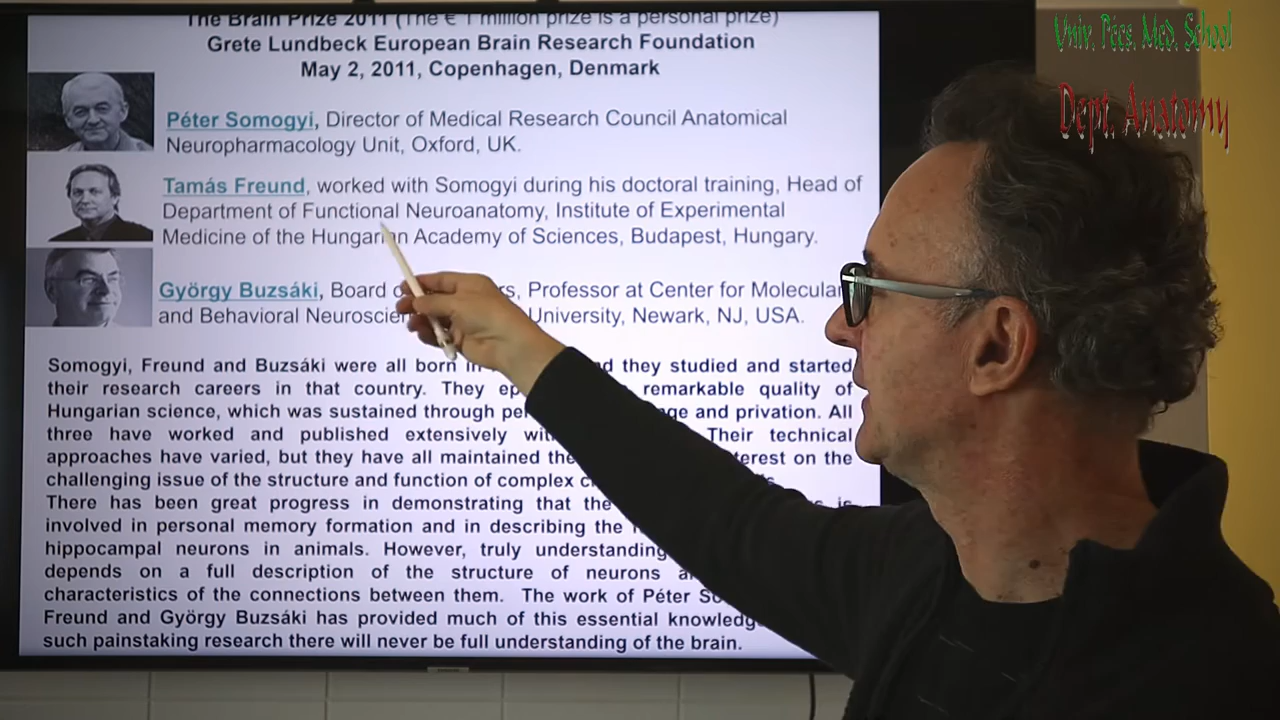 The Brain Prize 2011 (The € 1 million prize is a personal prize)
Grete Lundbeck European Brain Research Foundation
May 2, 2011, Copenhagen, Denmark
Péter Somogyi, Director of Medical Research Council Anatomical
Neuropharmacology Unit, Oxford, UK.
Tamás Freund, worked with Somogyi during his doctoral training, Head of
Department of Functional Neuroanatomy, Institute of Experimental
Medicine of the Hungarian Academy of Sciences, Budapest, Hungary.
György Buzsáki, Board Professor at Center for Molecular
and Behavioral University, Newark, NJ, USA.
Somogyi, Freund and Buzsáki were all born they studied and started
their research careers in that country. They remarkable quality of
Hungarian science, which was sustained through and privation. All
three have worked and published extensively Their technical
approaches have varied, but they have all maintained on the
challenging issue of the structure and function of complex
There has been great progress in demonstrating that the is
involved in personal memory formation and in describing the
hippocampal neurons in animals. However, truly understanding
depends on a full description of the structure of neurons
characteristics of the connections between them. The work of Péter
Freund and György Buzsáki has provided much of this essential
such painstaking research there will never be full understanding of the brain.
Univ. Pécs. Med. School
Dept. Anatomy